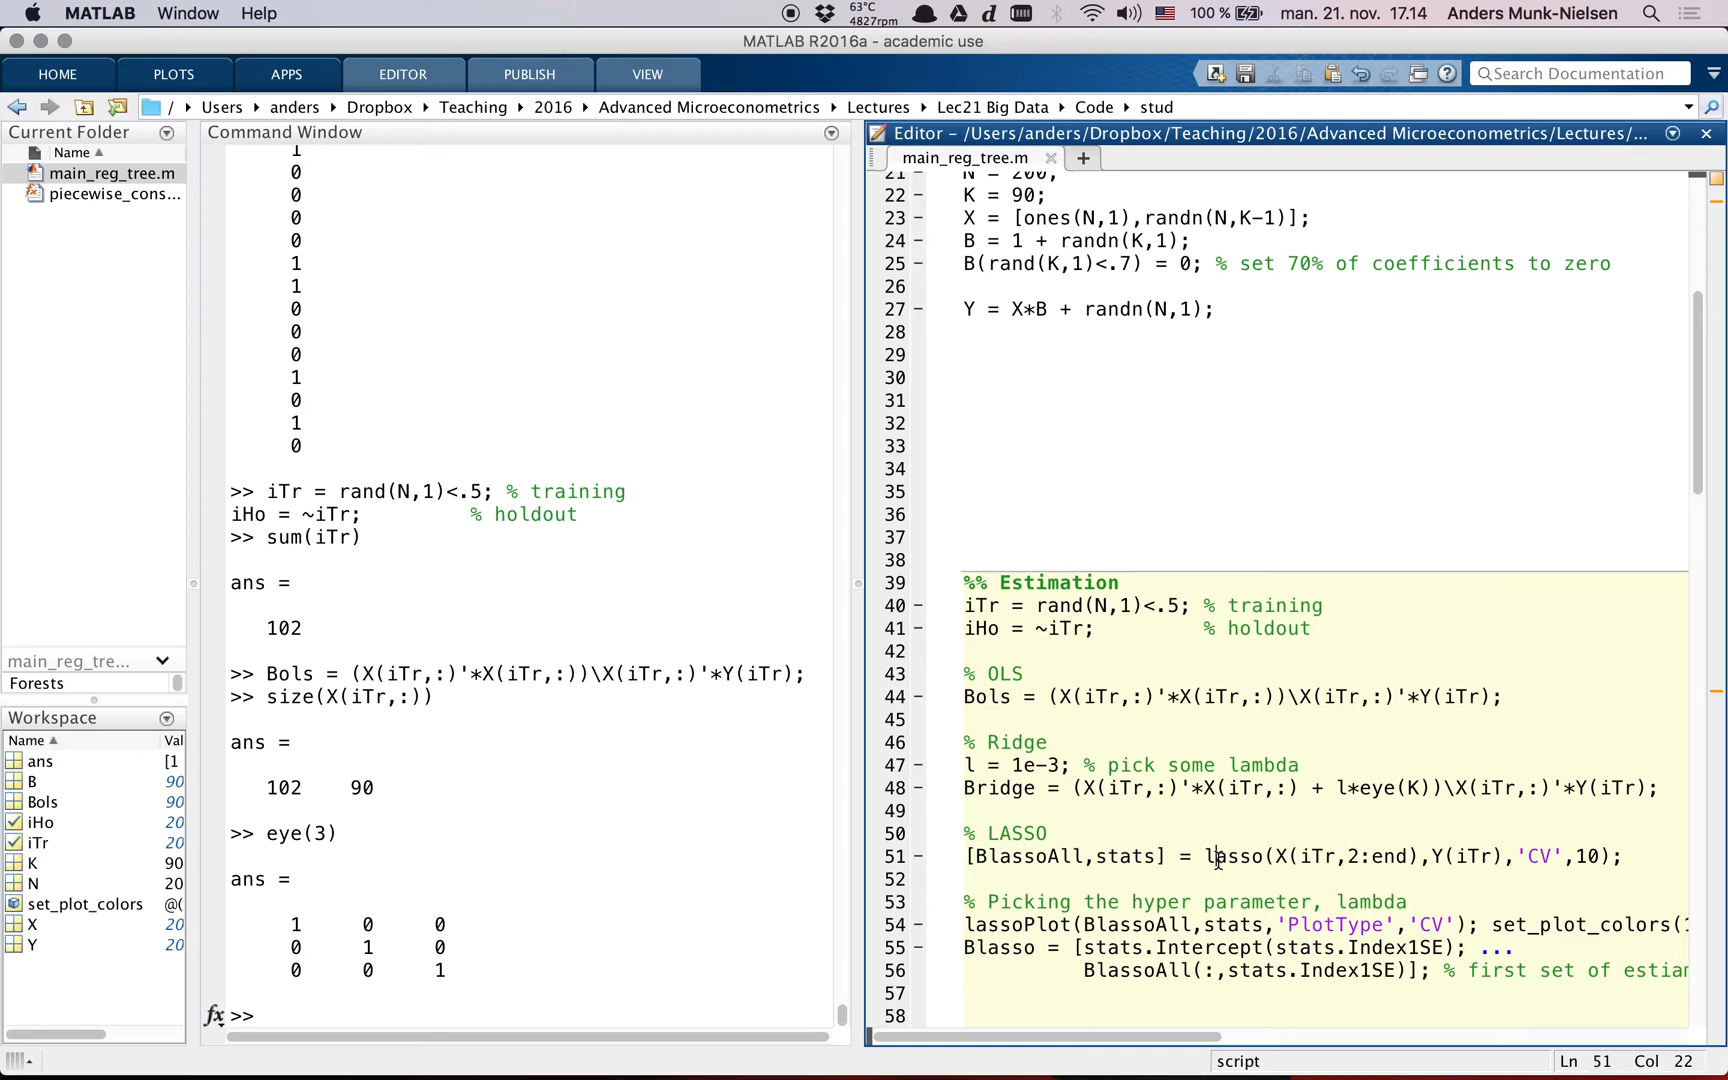 MATLAB Window Help 63°C 4827rpm 100 % man. 21. nov. 17.14 Anders Munk-Nielsen
MATLAB R2016a - academic use
HOME PLOTS APPS EDITOR PUBLISH VIEW Search Documentation
/ Users anders Dropbox Teaching 2016 Advanced Microeconometrics Lectures Lec21 Big Data Code stud
Current Folder
Name
main_reg_tree.m
piecewise_cons...
main_reg_tre...
Forests
Workspace
Name Val
ans [1
B 90
Bols 90
iHo 20
iTr 20
K 90
N 20
set_plot_colors @(
X 20
Y 20
Command Window
1
0
0
0
0
1
1
0
0
0
1
0
1
0
>> iTr = rand(N,1)<.5; % training
iHo = ~iTr; % holdout
>> sum(iTr)
ans =
102
>> Bols = (X(iTr,:)'*X(iTr,:))\X(iTr,:)'*Y(iTr);
>> size(X(iTr,:))
ans =
102 90
>> eye(3)
ans =
1 0 0
0 1 0
0 0 1
fx >>
Editor - /Users/anders/Dropbox/Teaching/2016/Advanced Microeconometrics/Lectures/...
main_reg_tree.m
21 N = 200;
22 K = 90;
23 X = [ones(N,1),randn(N,K-1)];
24 B = 1 + randn(K,1);
25 B(rand(K,1)<.7) = 0; % set 70% of coefficients to zero
26
27 Y = X*B + randn(N,1);
28
29
30
31
32
33
34
35
36
37
38
39 %% Estimation
40 iTr = rand(N,1)<.5; % training
41 iHo = ~iTr; % holdout
42
43 % OLS
44 Bols = (X(iTr,:)'*X(iTr,:))\X(iTr,:)'*Y(iTr);
45
46 % Ridge
47 l = 1e-3; % pick some lambda
48 Bridge = (X(iTr,:)'*X(iTr,:) + l*eye(K))\X(iTr,:)'*Y(iTr);
49
50 % LASSO
51 [BlassoAll,stats] = lasso(X(iTr,2:end),Y(iTr),'CV',10);
52
53 % Picking the hyper parameter, lambda
54 lassoPlot(BlassoAll,stats,'PlotType','CV'); set_plot_colors(1
55 Blasso = [stats.Intercept(stats.Index1SE); ...
56 BlassoAll(:,stats.Index1SE)]; % first set of estian
57
58
script Ln 51 Col 22